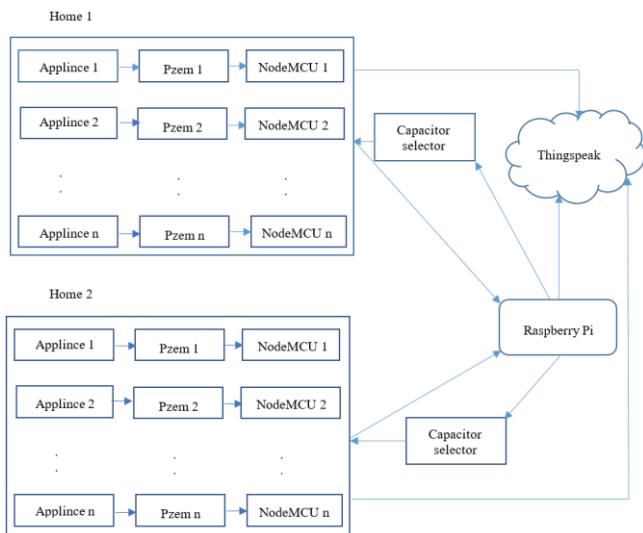 Home 1
Applince 1
Pzem 1
NodeMCU 1
Applince 2
Pzem 2
NodeMCU 2
Capacitor
selector
Thingspeak
Applince n
Pzem n
NodeMCU n
Home 2
Raspberry Pi
Applince 1
Pzem 1
NodeMCU 1
Applince 2
Pzem 2
NodeMCU 2
Capacitor
selector
Applince n
Pzem n
NodeMCU n